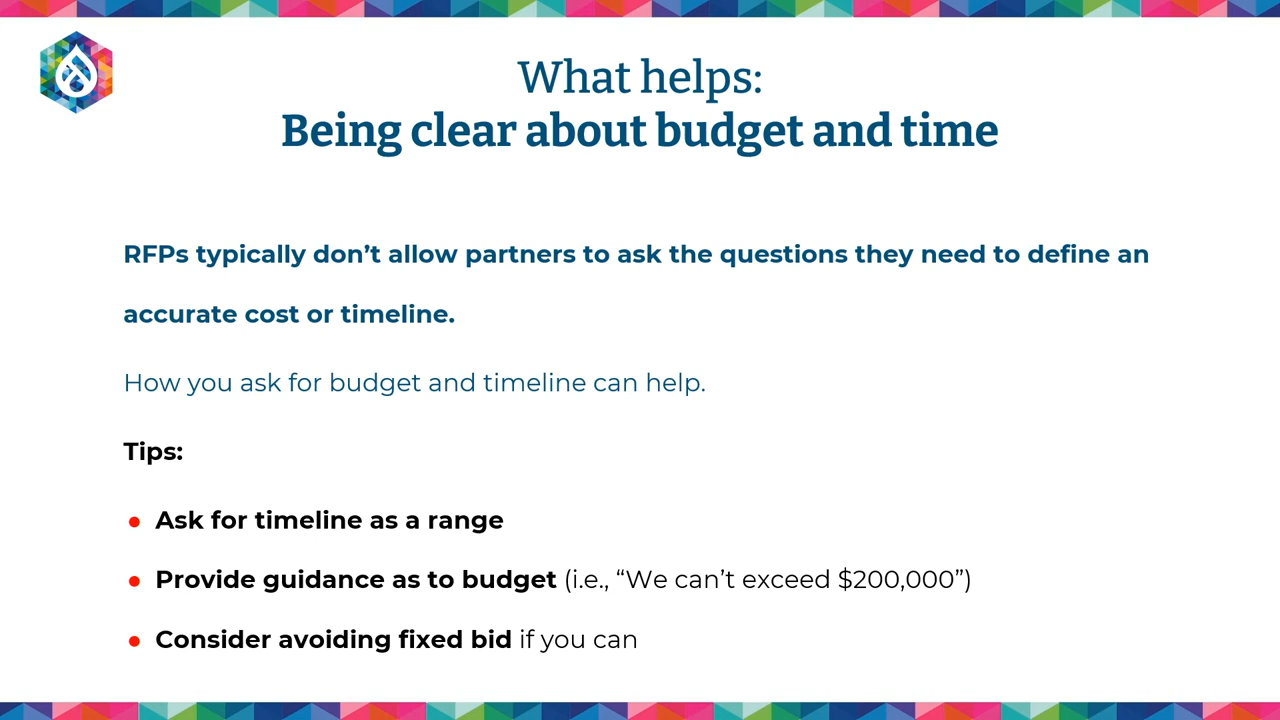 What helps:
Being clear about budget and time
RFPs typically don’t allow partners to ask the questions they need to define an
accurate cost or timeline.
How you ask for budget and timeline can help.
Tips:
● Ask for timeline as a range
● Provide guidance as to budget (i.e., “We can’t exceed $200,000”)
● Consider avoiding fixed bid if you can